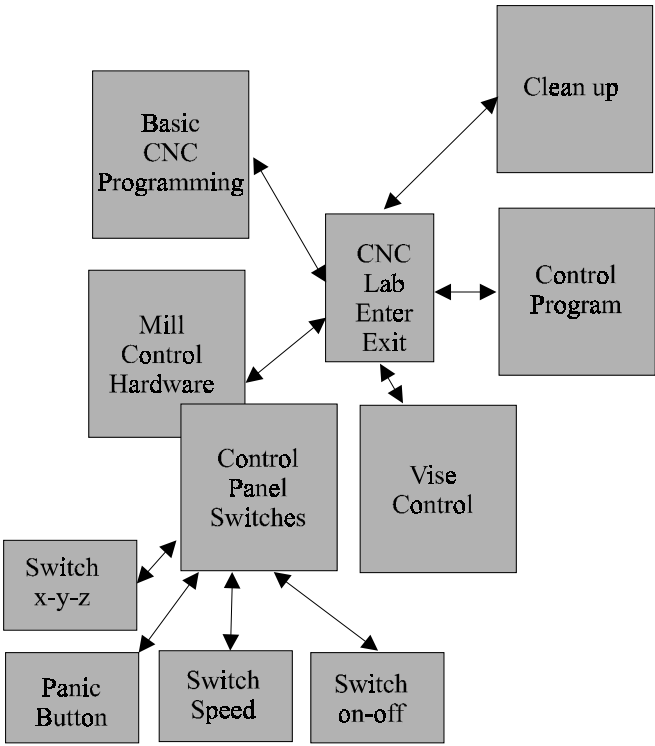 Clean up
Basic
CNC
Programming
CNC
Lab
Enter
Exit
Control
Program
Mill
Control
Hardware
Control
Panel
Switches
Vise
Control
Switch
x-y-z
Panic
Button
Switch
Speed
Switch
on-off